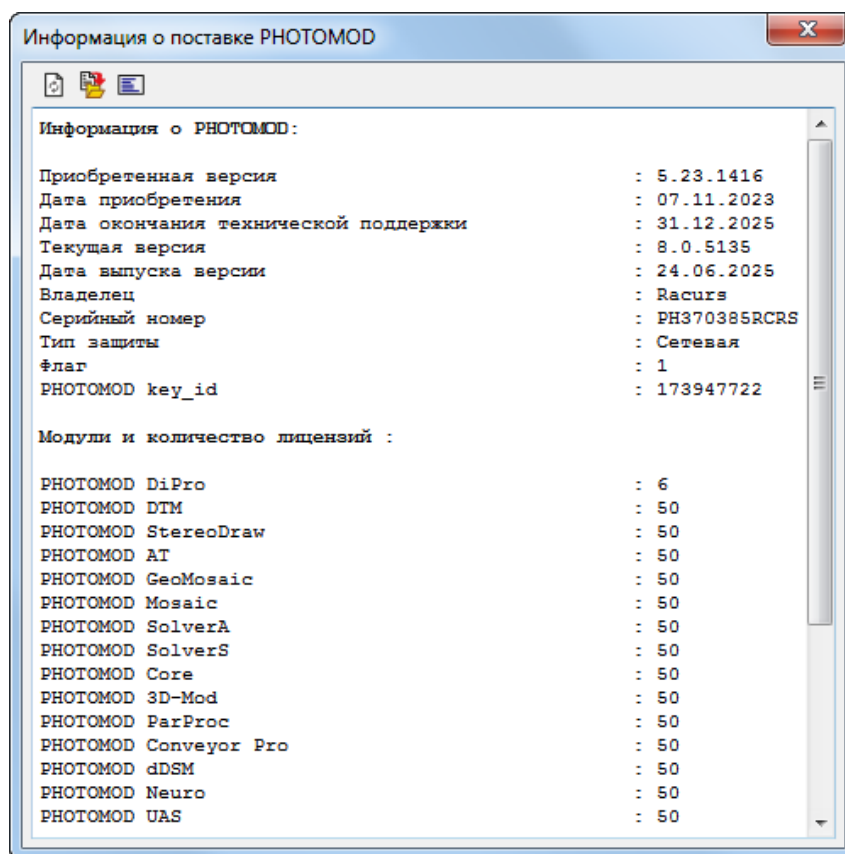 Информация о поставке PHOTOMOD
Информация о PHOTOMOD:
Приобретенная версия : 5.23.1416
Дата приобретения : 07.11.2023
Дата окончания технической поддержки : 31.12.2025
Текущая версия : 8.0.5135
Дата выпуска версии : 24.06.2025
Владелец : Racurs
Серийный номер : PH370385RCRS
Тип защиты : Сетевая
Флаг : 1
PHOTOMOD key_id : 173947722
Модули и количество лицензий :
PHOTOMOD DiPro : 6
PHOTOMOD DTM : 50
PHOTOMOD StereoDraw : 50
PHOTOMOD AT : 50
PHOTOMOD GeoMosaic : 50
PHOTOMOD Mosaic : 50
PHOTOMOD SolverA : 50
PHOTOMOD SolverS : 50
PHOTOMOD Core : 50
PHOTOMOD 3D-Mod : 50
PHOTOMOD ParProc : 50
PHOTOMOD Conveyor Pro : 50
PHOTOMOD dDSM : 50
PHOTOMOD Neuro : 50
PHOTOMOD UAS : 50